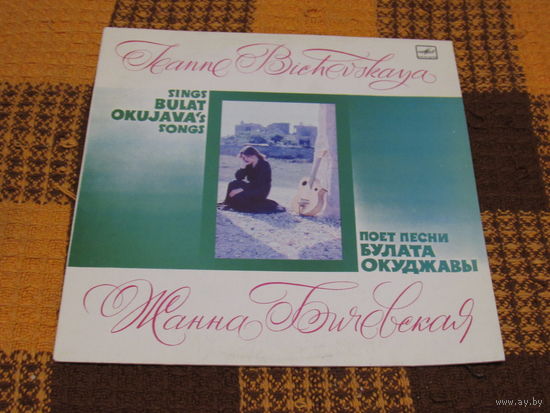 Jeanne Bichevskaya
SINGS
BULAT
OKUJAVA's
SONGS
ПОЕТ ПЕСНИ
БУЛАТА
ОКУДЖАВЫ
Жанна Бичевская
www.ay.by